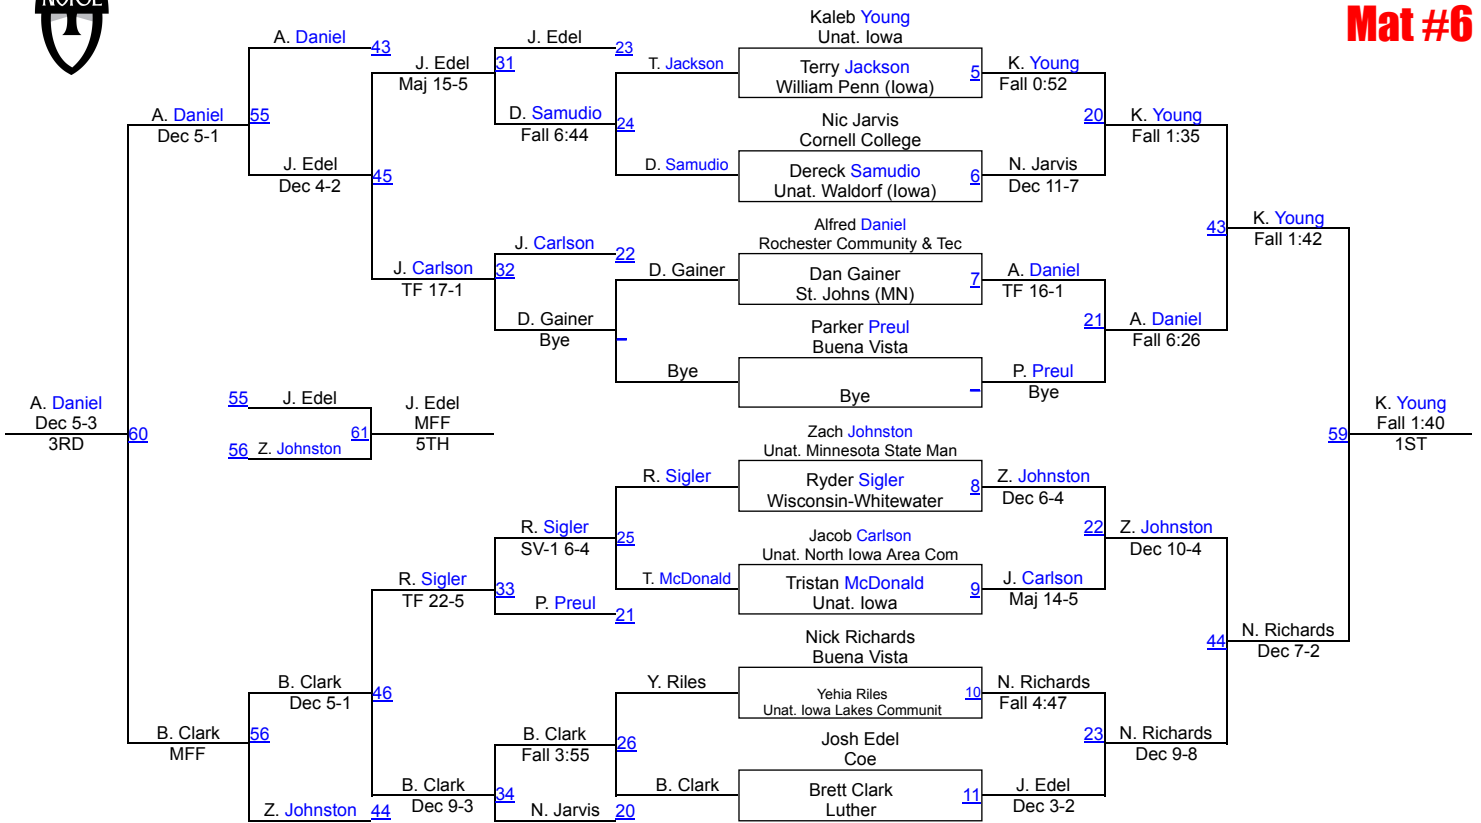 NORSE
Mat #6
Kaleb Young
Unat. Iowa
Terry Jackson
William Penn (Iowa)
5
Nic Jarvis
Cornell College
Dereck Samudio
Unat. Waldorf (Iowa)
6
Alfred Daniel
Rochester Community & Tec
Dan Gainer
St. Johns (MN)
7
Parker Preul
Buena Vista
Bye
–
Zach Johnston
Unat. Minnesota State Man
Ryder Sigler
Wisconsin-Whitewater
8
Jacob Carlson
Unat. North Iowa Area Com
Tristan McDonald
Unat. Iowa
9
Nick Richards
Buena Vista
Yehia Riles
Unat. Iowa Lakes Communit
10
Josh Edel
Coe
Brett Clark
Luther
11
K. Young
Fall 0:52
N. Jarvis
Dec 11-7
A. Daniel
TF 16-1
P. Preul
Bye
Z. Johnston
Dec 6-4
J. Carlson
Maj 14-5
N. Richards
Fall 4:47
J. Edel
Dec 3-2
20
K. Young
Fall 1:35
21
A. Daniel
Fall 6:26
22
Z. Johnston
Dec 10-4
23
N. Richards
Dec 9-8
43
K. Young
Fall 1:42
44
N. Richards
Dec 7-2
59
K. Young
Fall 1:40
1ST
T. Jackson
D. Samudio
D. Gainer
Bye
R. Sigler
T. McDonald
Y. Riles
B. Clark
J. Edel
23
D. Samudio
Fall 6:44
24
J. Carlson
22
D. Gainer
Bye
–
R. Sigler
SV-1 6-4
25
P. Preul
21
B. Clark
Fall 3:55
26
N. Jarvis
20
J. Edel
Maj 15-5
31
J. Carlson
TF 17-1
32
R. Sigler
TF 22-5
33
B. Clark
Dec 9-3
34
A. Daniel
43
J. Edel
Dec 4-2
45
B. Clark
Dec 5-1
46
Z. Johnston
44
A. Daniel
Dec 5-1
55
B. Clark
MFF
56
A. Daniel
Dec 5-3
3RD
60
55
J. Edel
56
Z. Johnston
61
J. Edel
MFF
5TH